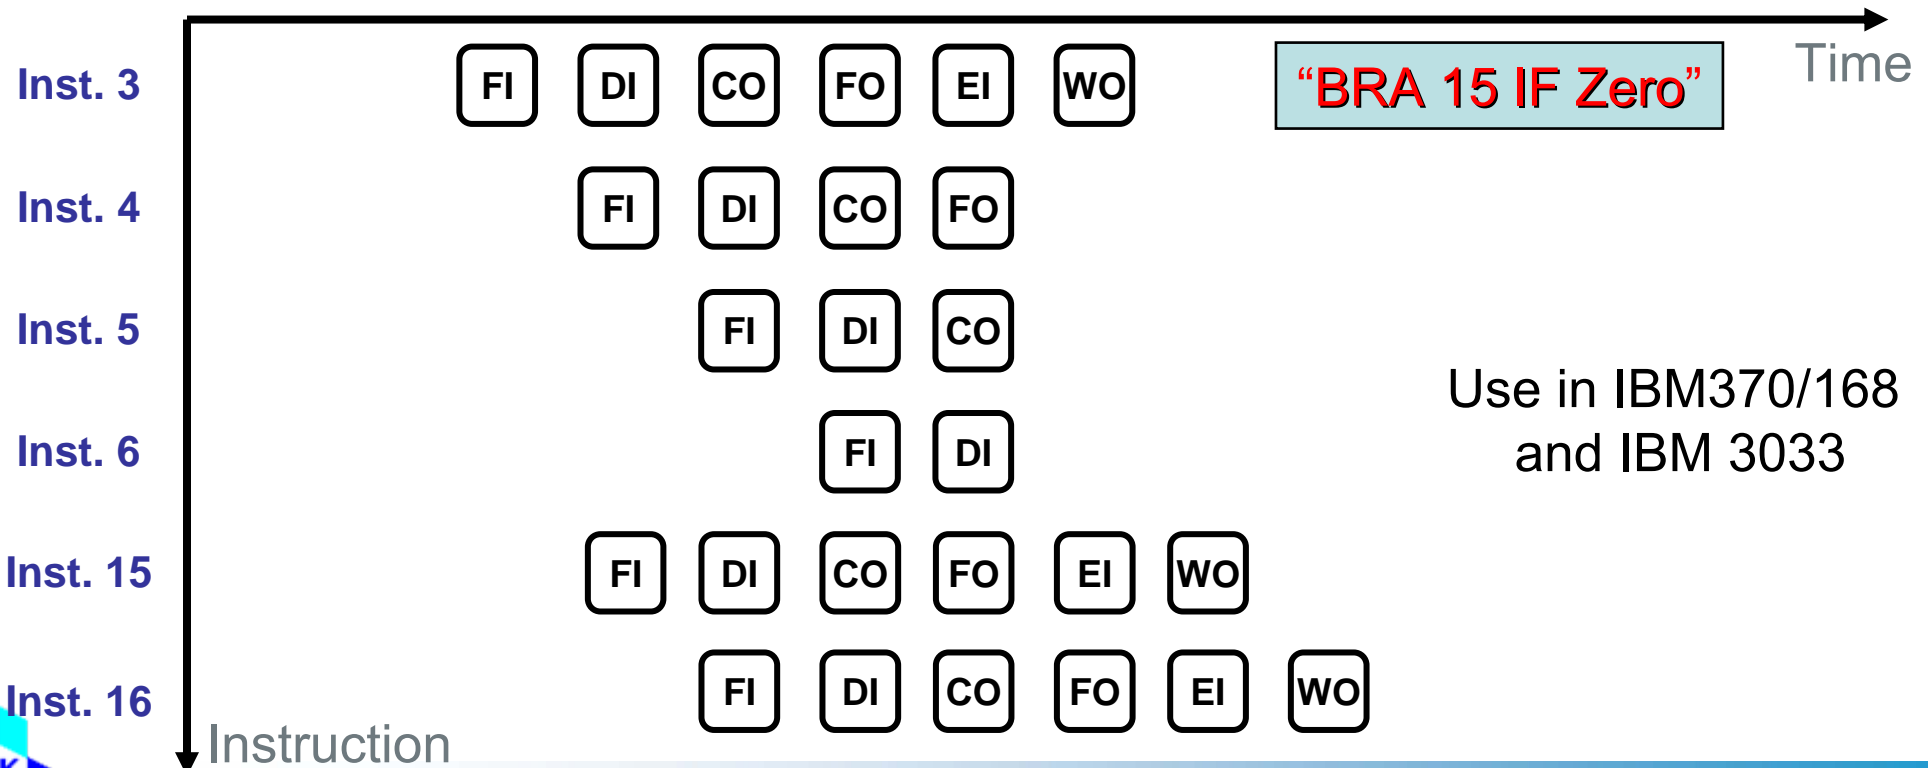 Time
Inst. 3 FI DI CO FO EI WO “BRA 15 IF Zero”
Inst. 4 FI DI CO FO
Inst. 5 FI DI CO
Use in IBM370/168
and IBM 3033
Inst. 6 FI DI
Inst. 15 FI DI CO FO EI WO
Inst. 16 FI DI CO FO EI WO
Instruction
K